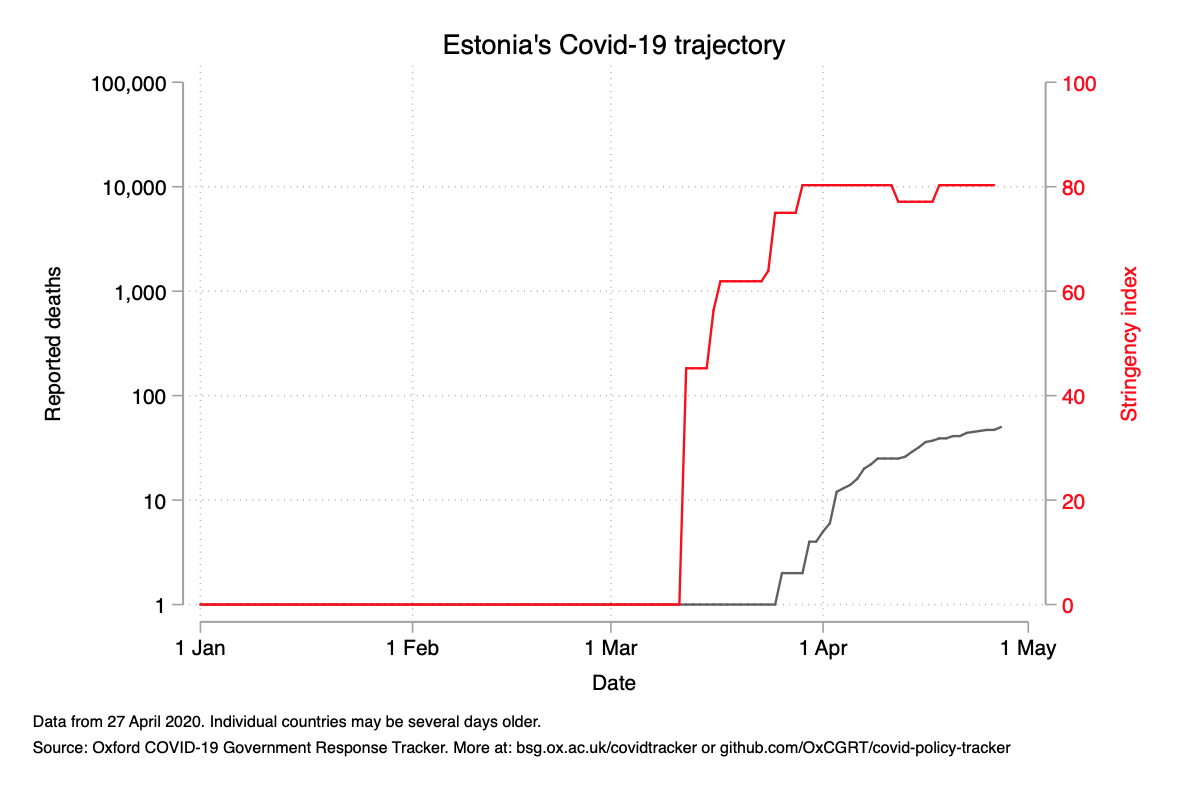 Estonia's Covid-19 trajectory
100,000
10,000
1,000
100
10
1
Reported deaths
100
80
60
40
20
0
Stringency index
1 Jan
1 Feb
1 Mar
1 Apr
1 May
Date
Data from 27 April 2020. Individual countries may be several days older.
Source: Oxford COVID-19 Government Response Tracker. More at: bsg.ox.ac.uk/covidtracker or github.com/OxCGRT/covid-policy-tracker